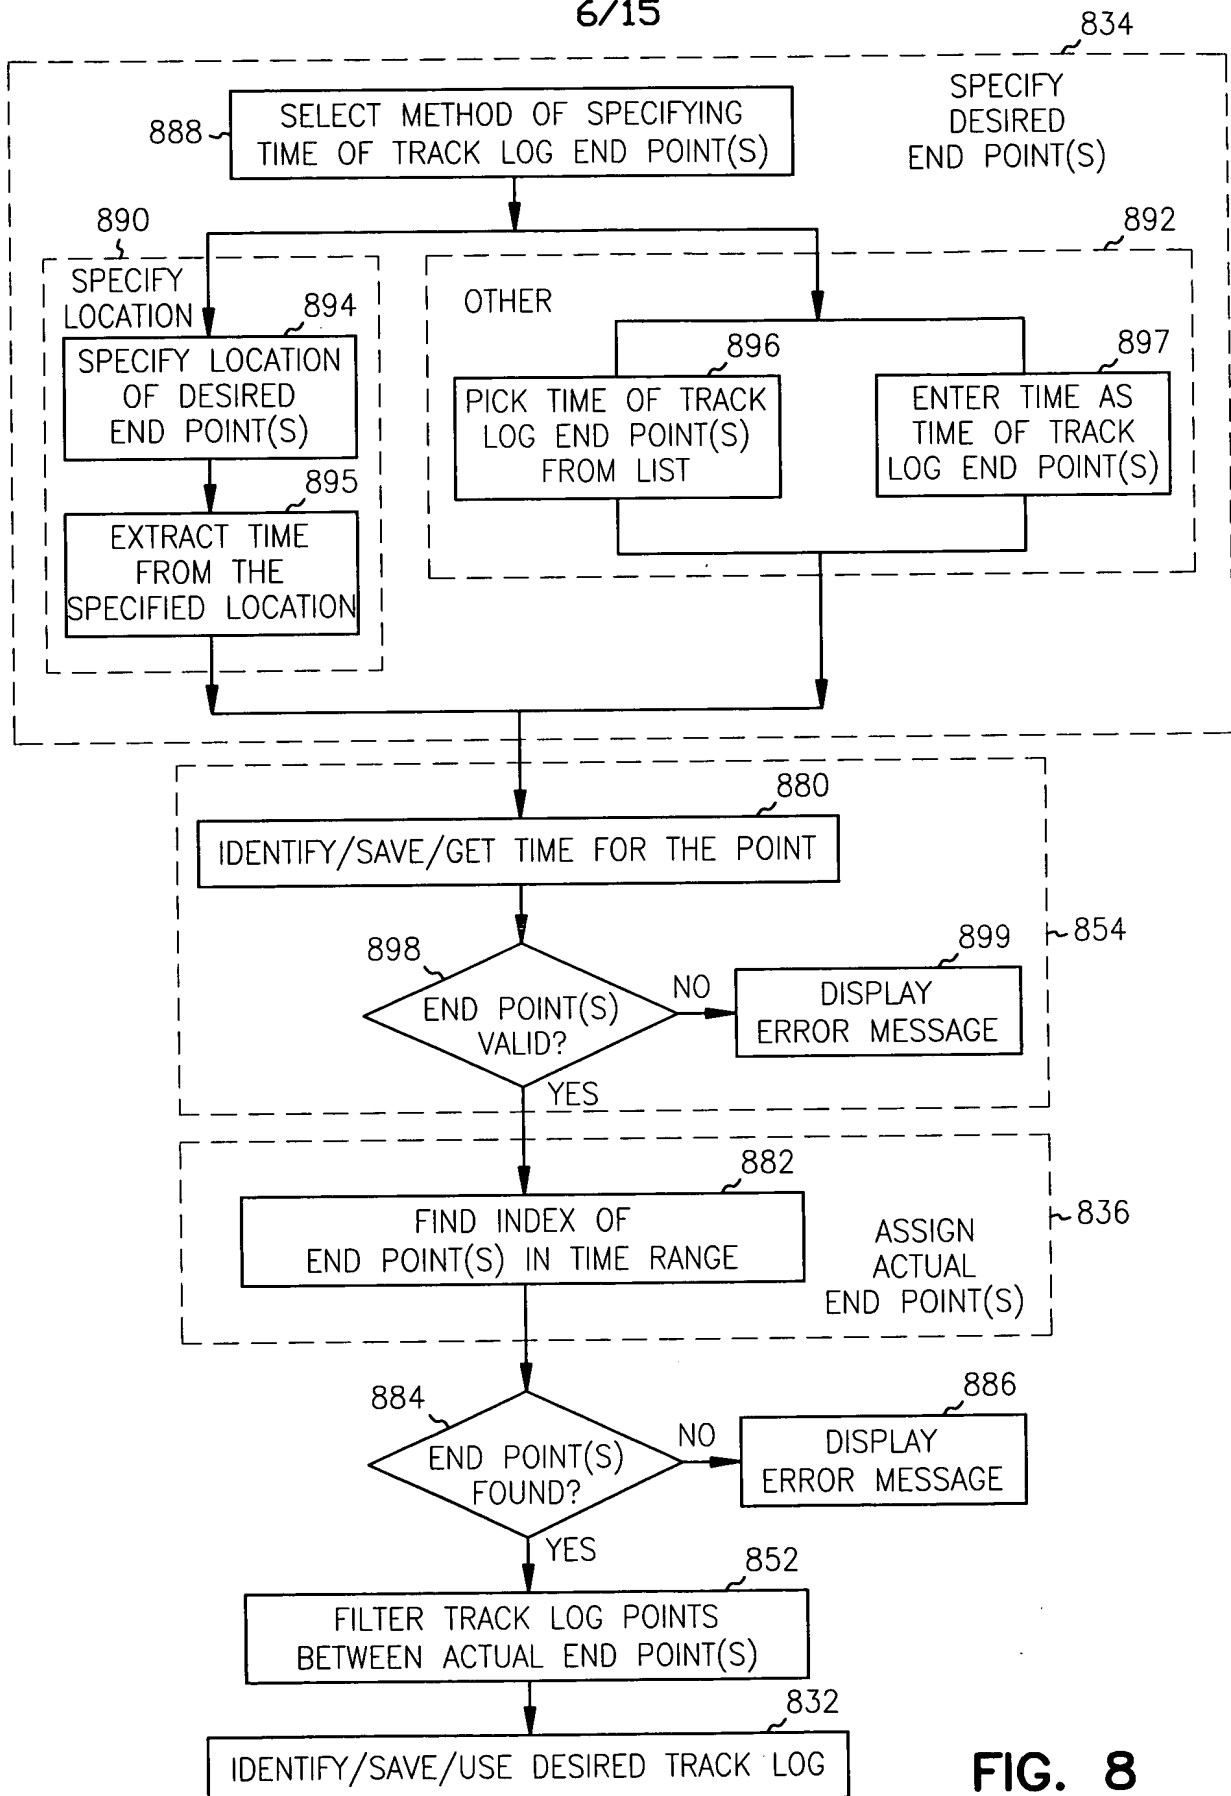 6/15
834
SPECIFY
DESIRED
END POINT(S)
888
SELECT METHOD OF SPECIFYING
TIME OF TRACK LOG END POINT(S)
890
892
SPECIFY
LOCATION
894
SPECIFY LOCATION
OF DESIRED
END POINT(S)
895
EXTRACT TIME
FROM THE
SPECIFIED LOCATION
OTHER
896
PICK TIME OF TRACK
LOG END POINT(S)
FROM LIST
897
ENTER TIME AS
TIME OF TRACK
LOG END POINT(S)
880
IDENTIFY/SAVE/GET TIME FOR THE POINT
854
898
END POINT(S)
VALID?
NO
899
DISPLAY
ERROR MESSAGE
YES
882
FIND INDEX OF
END POINT(S) IN TIME RANGE
836
ASSIGN
ACTUAL
END POINT(S)
884
END POINT(S)
FOUND?
NO
886
DISPLAY
ERROR MESSAGE
YES
852
FILTER TRACK LOG POINTS
BETWEEN ACTUAL END POINT(S)
832
IDENTIFY/SAVE/USE DESIRED TRACK LOG
FIG. 8